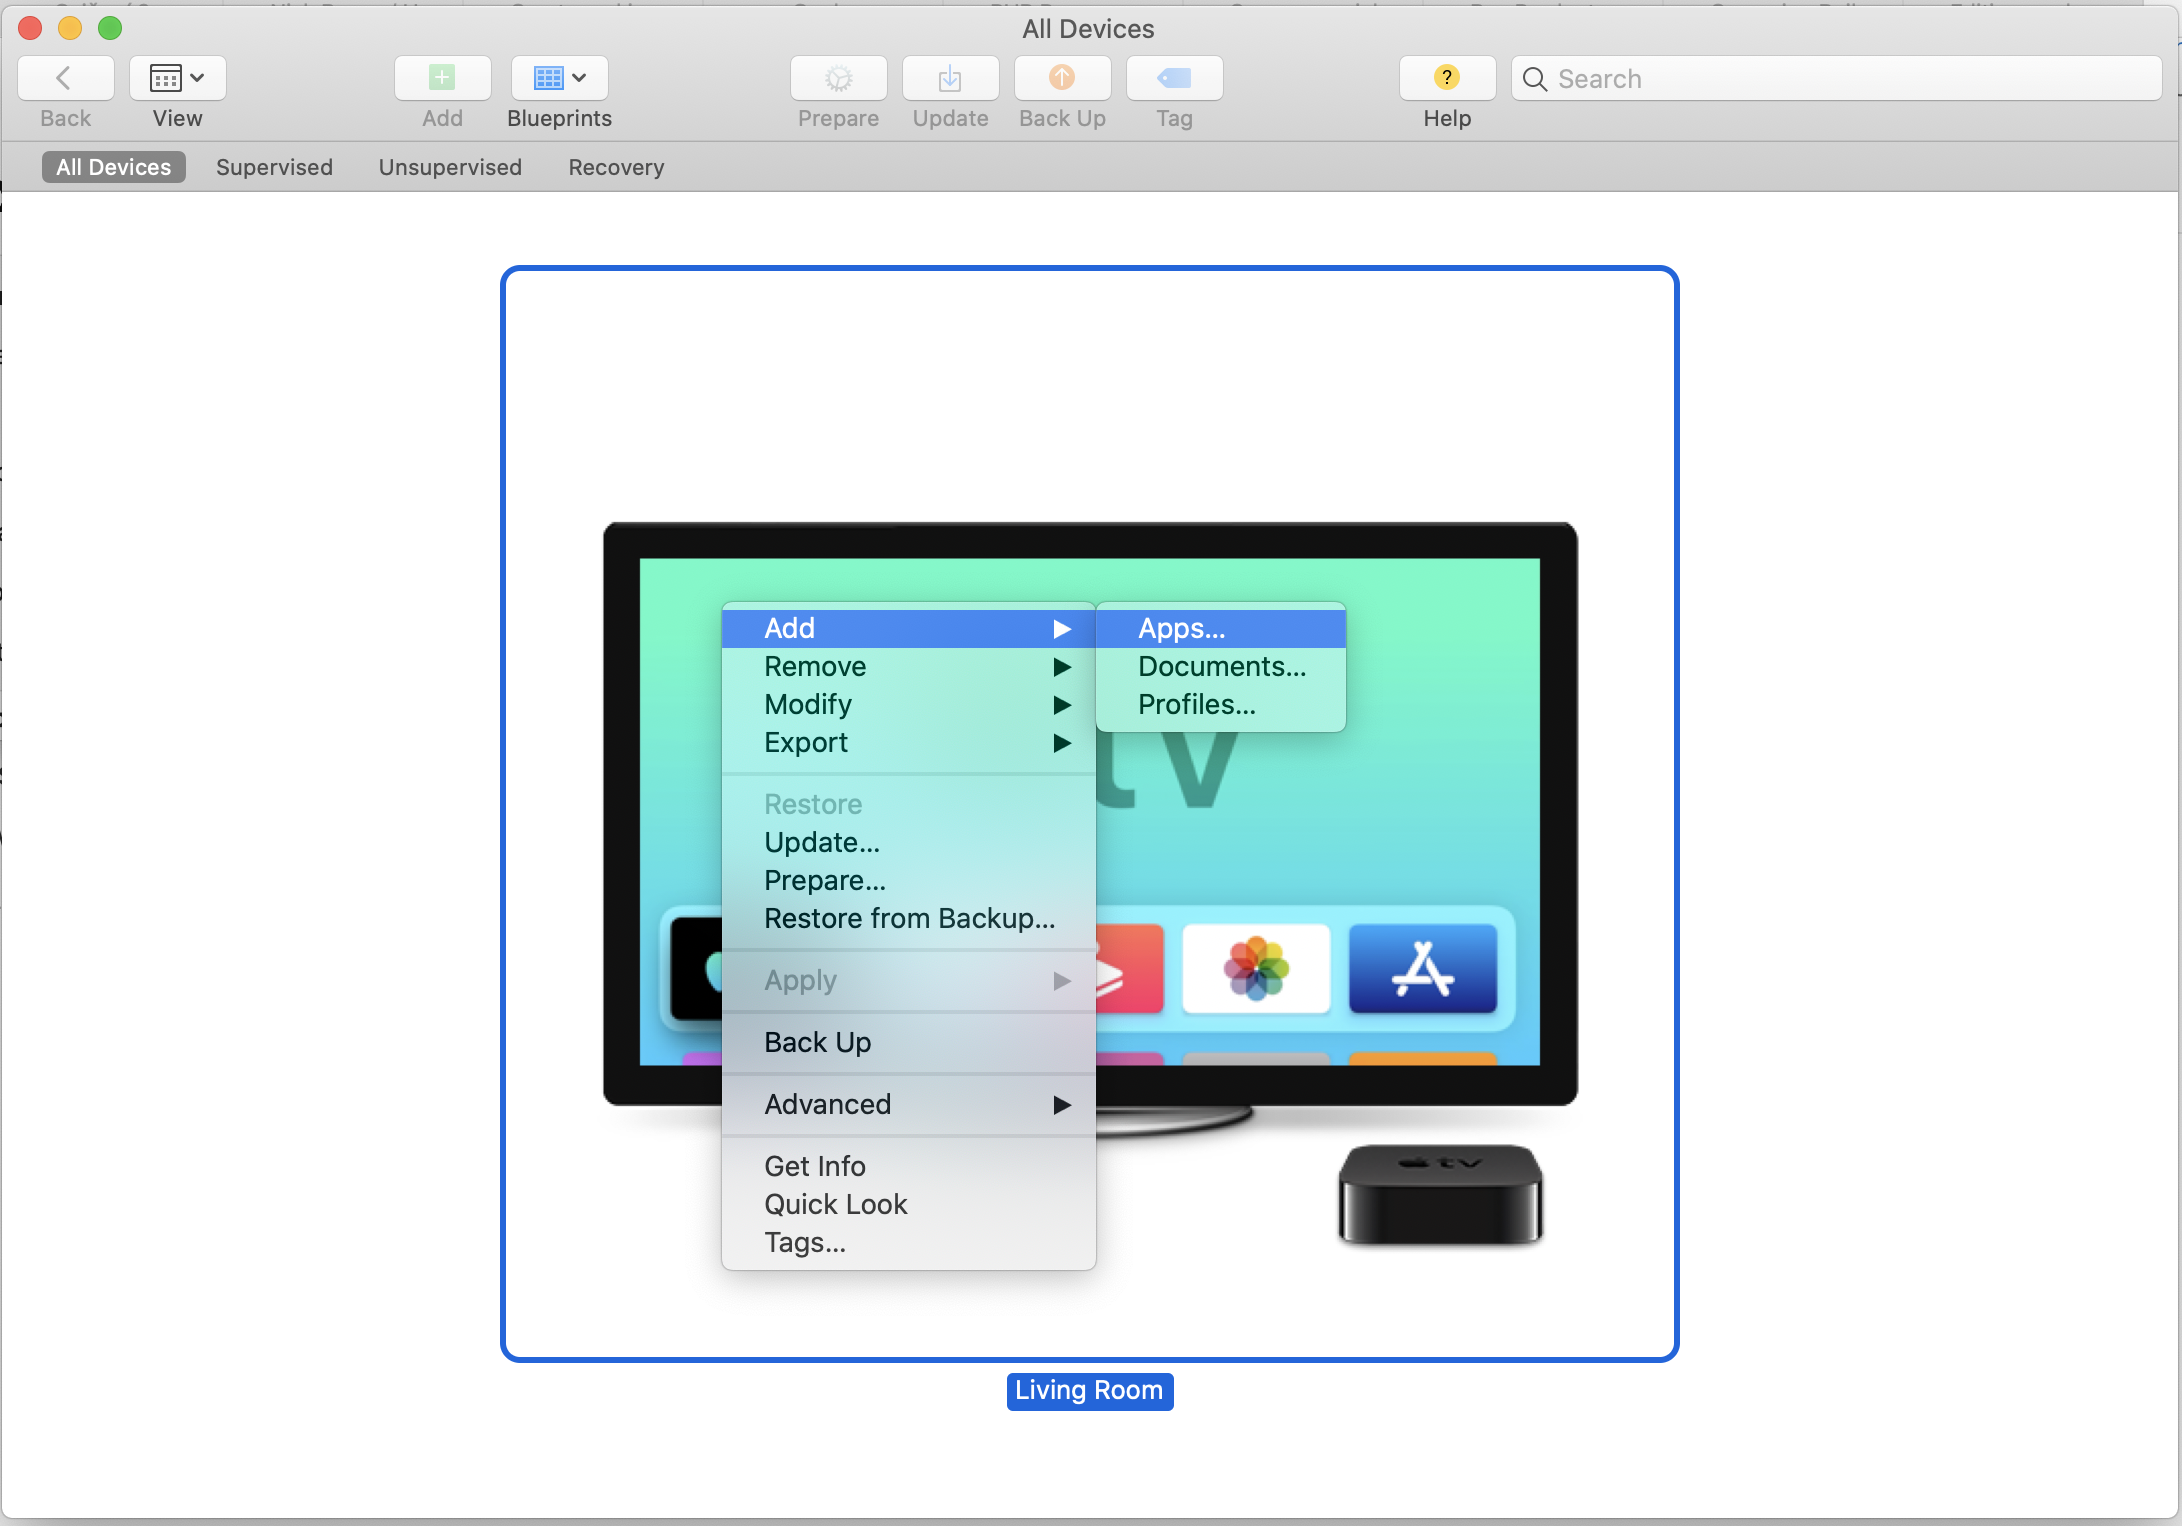 All Devices
Back
View
Add
Blueprints
Prepare
Update
Back Up
Tag
?
Help
Search
All Devices Supervised Unsupervised Recovery
Add
Remove
Modify
Export
Restore
Update...
Prepare...
Restore from Backup...
Apply
Back Up
Advanced
Get Info
Quick Look
Tags...
Apps...
Documents...
Profiles...
tv
tv
Living Room